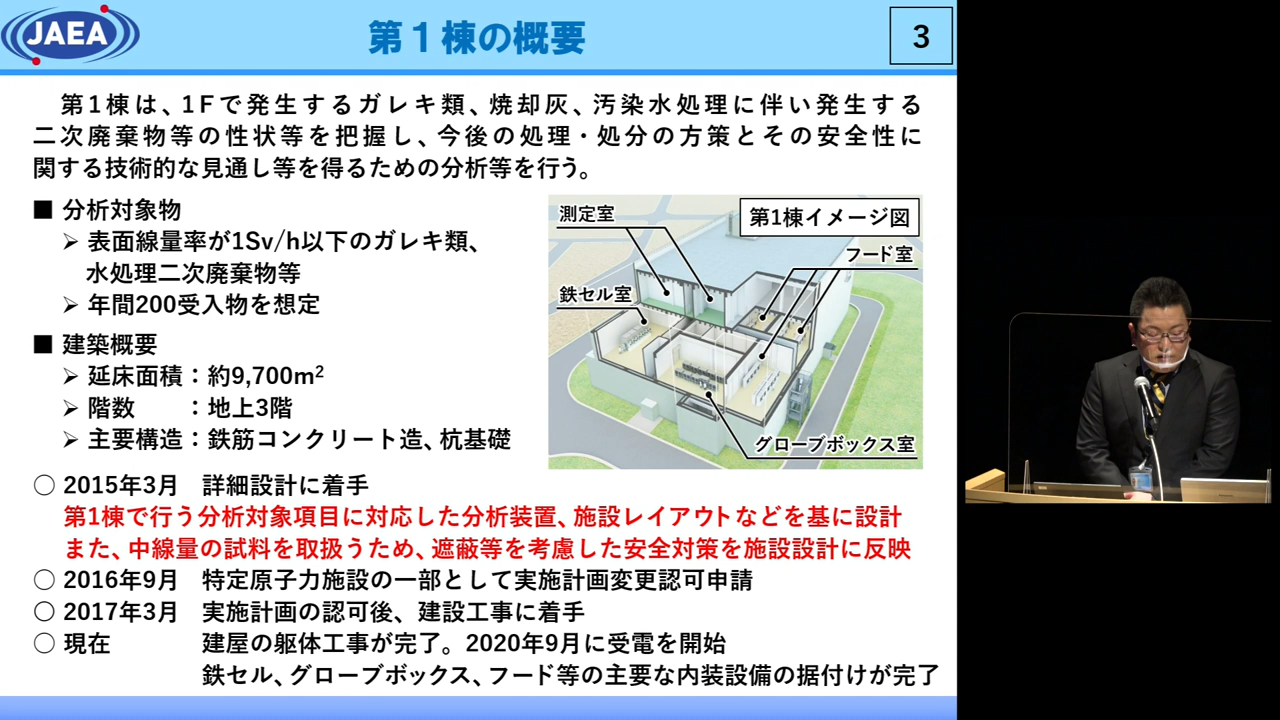 JAEA
第１棟の概要
3
第1棟は、1Fで発生するガレキ類、焼却灰、汚染水処理に伴い発生する
二次廃棄物等の性状等を把握し、今後の処理・処分の方策とその安全性に
関する技術的な見通し等を得るための分析等を行う。
■ 分析対象物
➢ 表面線量率が1Sv/h以下のガレキ類、
水処理二次廃棄物等
➢ 年間200受入物を想定
■ 建築概要
➢ 延床面積：約9,700m²
➢ 階数　　：地上3階
➢ 主要構造：鉄筋コンクリート造、杭基礎
第1棟イメージ図
測定室
フード室
鉄セル室
グローブボックス室
○ 2015年3月　詳細設計に着手
第1棟で行う分析対象項目に対応した分析装置、施設レイアウトなどを基に設計
また、中線量の試料を取扱うため、遮蔽等を考慮した安全対策を施設設計に反映
○ 2016年9月　特定原子力施設の一部として実施計画変更認可申請
○ 2017年3月　実施計画の認可後、建設工事に着手
○ 現在　　　建屋の躯体工事が完了。2020年9月に受電を開始
鉄セル、グローブボックス、フード等の主要な内装設備の据付けが完了